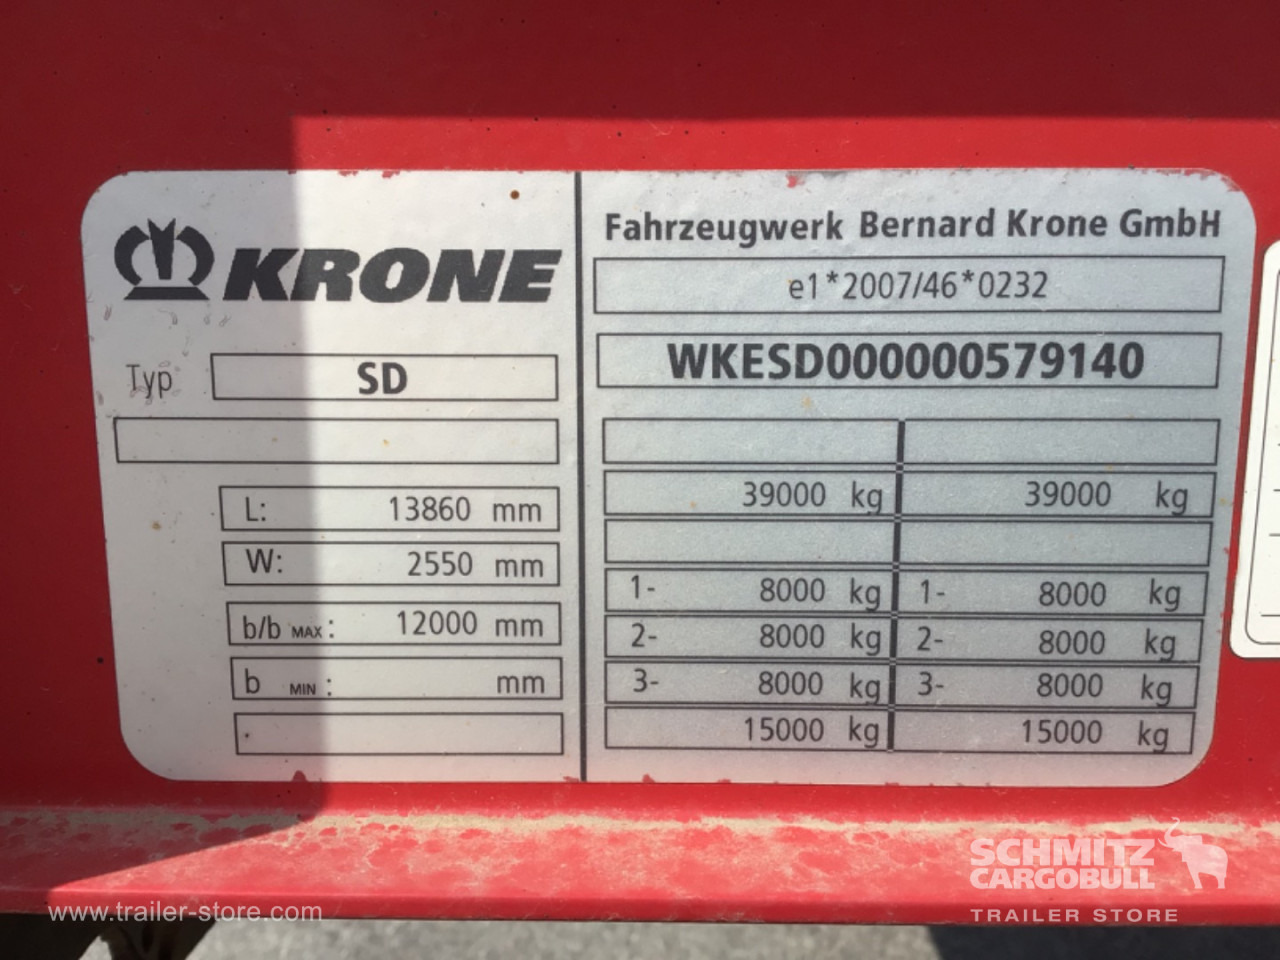 KRONE
Typ SD
L: 13860 mm
W: 2550 mm
b/b MAX: 12000 mm
b MIN: mm
Fahrzeugwerk Bernard Krone GmbH
e1*2007/46*0232
WKESD000000579140
39000 kg 39000 kg
1- 8000 kg 1- 8000 kg
2- 8000 kg 2- 8000 kg
3- 8000 kg 3- 8000 kg
15000 kg 15000 kg
SCHMITZ
CARGOBULL
TRAILER STORE
www.trailer-store.com